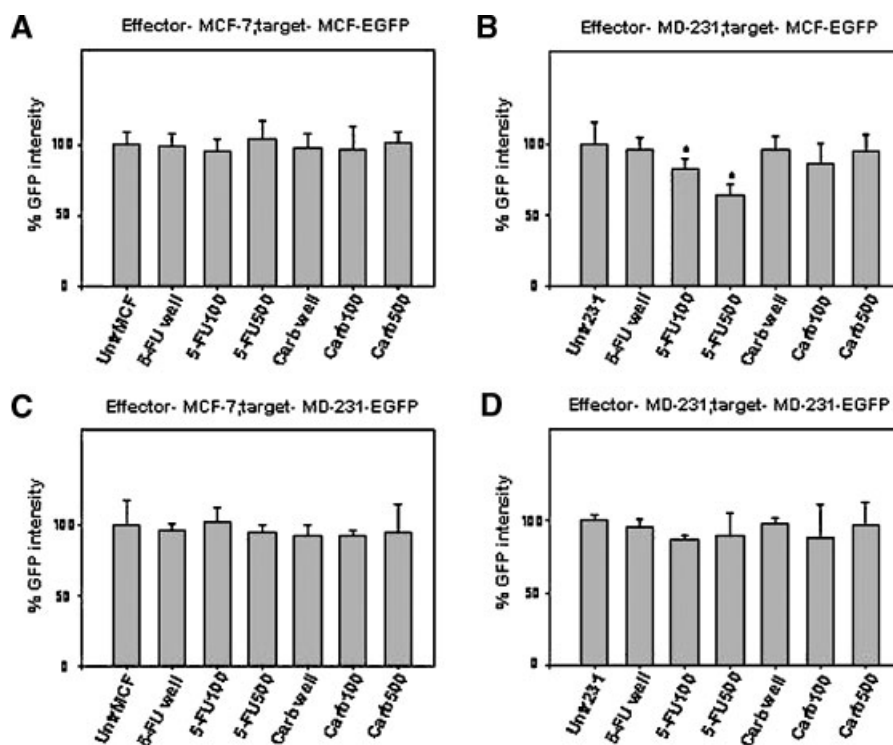 A
Effector- MCF-7;target- MCF-EGFP
% GFP intensity
100
50
0
UntrMCF
5-FU well
5-FU100
5-FU500
Carb well
Carb100
Carb500
B
Effector- MD-231;target- MCF-EGFP
% GFP intensity
100
50
0
Untr231
5-FU well
5-FU100
5-FU500
Carb well
Carb100
Carb500
C
Effector- MCF-7;target- MD-231-EGFP
% GFP intensity
100
50
0
UntrMCF
5-FU well
5-FU100
5-FU500
Carb well
Carb100
Carb500
D
Effector- MD-231;target- MD-231-EGFP
% GFP intensity
100
50
0
Untr231
5-FU well
5-FU100
5-FU500
Carb well
Carb100
Carb500